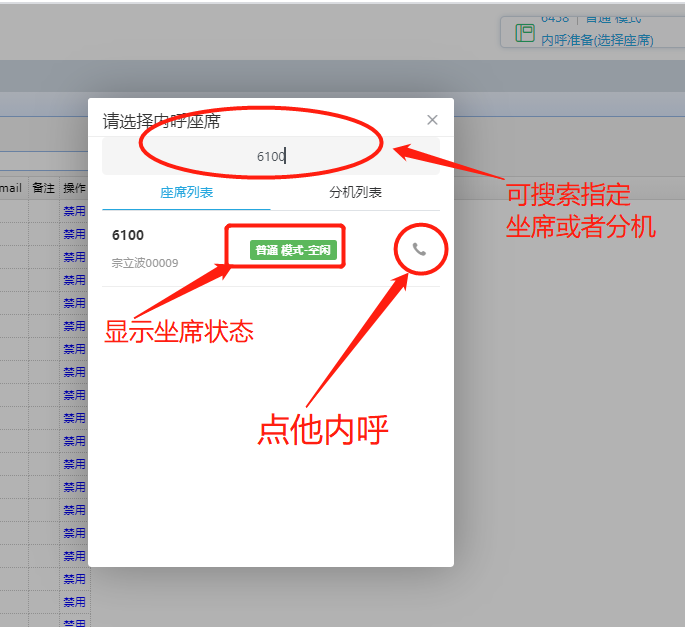 6458 | 普通 模式
内呼准备(选择座席)
请选择内呼座席
6100
可搜索指定
坐席或者分机
mail 备注 操作
座席列表 分机列表
禁用
6100
普通 模式-空闲
禁用
宗立波00009
禁用
禁用
禁用
显示坐席状态
禁用
禁用
禁用
禁用
点他内呼
禁用
禁用
禁用
禁用
禁用
禁用
禁用
禁用
禁用
禁用